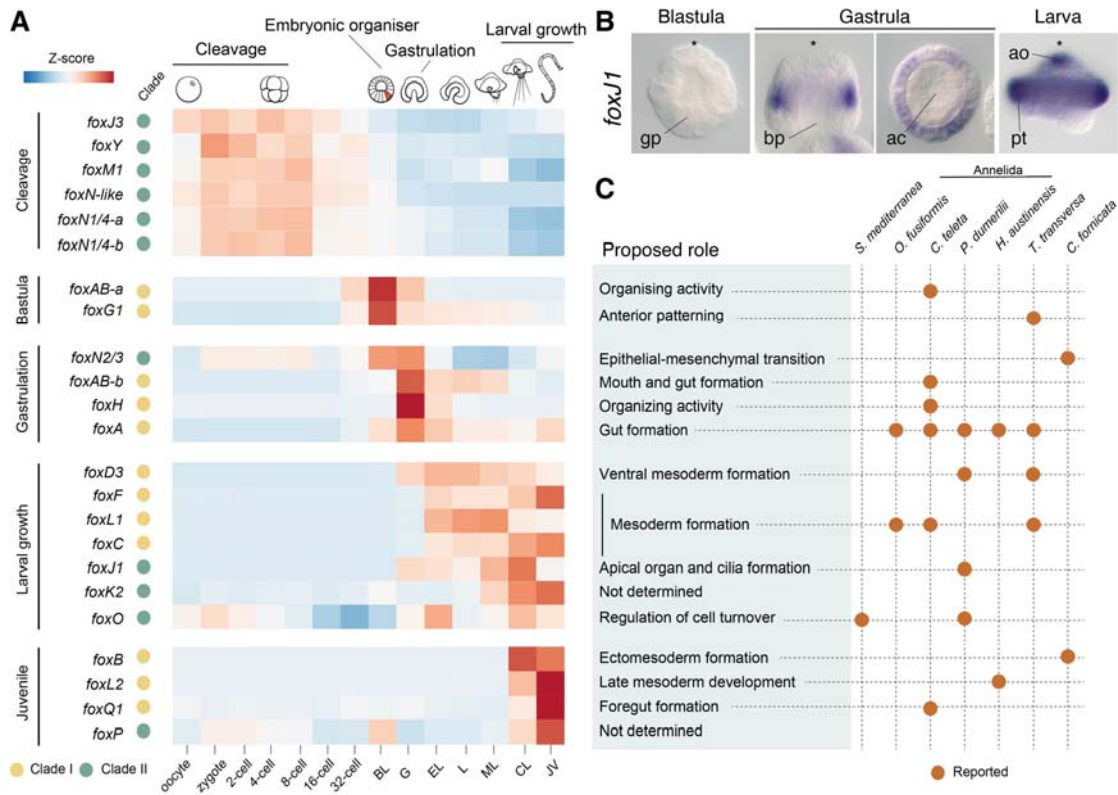 A
Z-score
Clade
Cleavage
Embryonic organiser
Gastrulation
Larval growth
Cleavage
foxJ3
foxY
foxM1
foxN-like
foxN1/4-a
foxN1/4-b
Bastula
foxAB-a
foxG1
Gastrulation
foxN2/3
foxAB-b
foxH
foxA
Larval growth
foxD3
foxF
foxL1
foxC
foxJ1
foxK2
foxO
Juvenile
foxB
foxL2
foxQ1
foxP
Clade I Clade II
oocyte zygote 2-cell 4-cell 8-cell 16-cell 32-cell BL G EL L ML CL JV
B
Blastula Gastrula Larva
foxJ1
* * *
gp bp ac ao pt
C
Annelida
S. mediterranea O. fusiformis C. teleta P. dumerilii H. austinensis T. transversa C. fornicata
Proposed role
Organising activity
Anterior patterning
Epithelial-mesenchymal transition
Mouth and gut formation
Organizing activity
Gut formation
Ventral mesoderm formation
Mesoderm formation
Apical organ and cilia formation
Not determined
Regulation of cell turnover
Ectomesoderm formation
Late mesoderm development
Foregut formation
Not determined
Reported